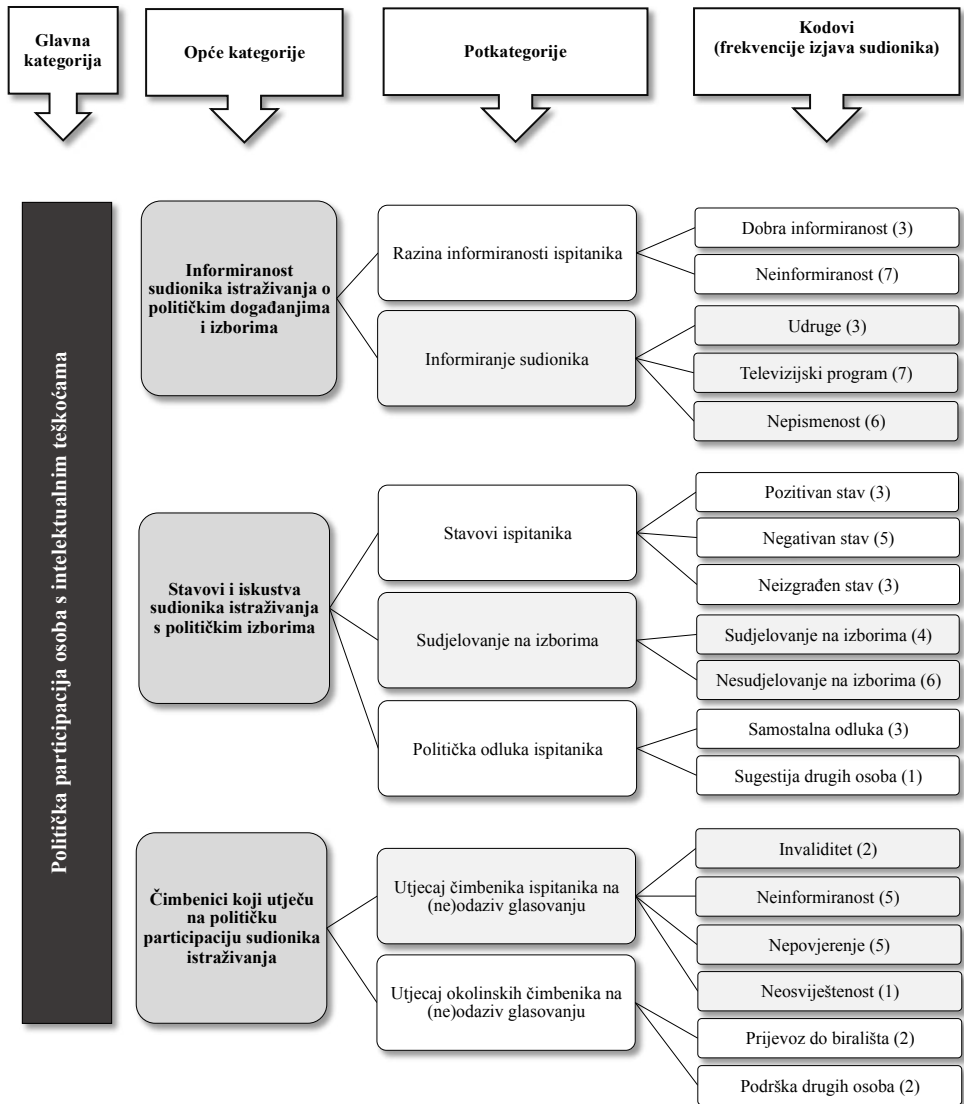 Glavna
kategorija
Opće kategorije
Potkategorije
Kodovi
(frekvencije izjava sudionika)
Politička participacija osoba s intelektualnim teškoćama
Informiranost
sudionika istraživanja o
političkim događanjima
i izborima
Razina informiranosti ispitanika
Dobra informiranost (3)
Neinformiranost (7)
Informiranje sudionika
Udruge (3)
Televizijski program (7)
Nepismenost (6)
Stavovi i iskustva
sudionika istraživanja
s političkim izborima
Stavovi ispitanika
Pozitivan stav (3)
Negativan stav (5)
Neizgrađen stav (3)
Sudjelovanje na izborima
Sudjelovanje na izborima (4)
Nesudjelovanje na izborima (6)
Politička odluka ispitanika
Samostalna odluka (3)
Sugestija drugih osoba (1)
Čimbenici koji utječu
na političku
participaciju sudionika
istraživanja
Utjecaj čimbenika ispitanika na
(ne)odaziv glasovanju
Invaliditet (2)
Neinformiranost (5)
Nepovjerenje (5)
Neosviještenost (1)
Utjecaj okolinskih čimbenika na
(ne)odaziv glasovanju
Prijevoz do birališta (2)
Podrška drugih osoba (2)